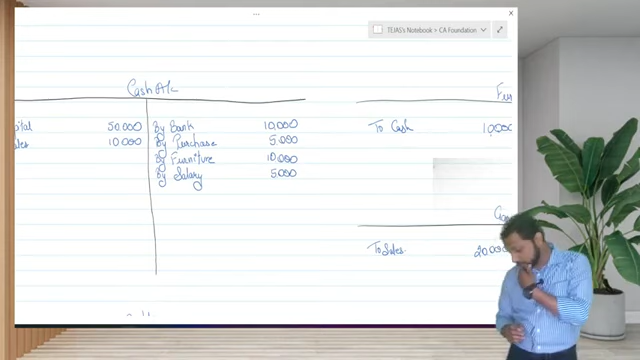 TEJAS's Notebook > CA Foundation
Cash A/c
pital 50.000 By Bank 10,000
les 10.000 By Purchase 5.000
By Furniture 10,000
By Salary 5.000
Fur
To Cash 10,000
To Sales 20.000